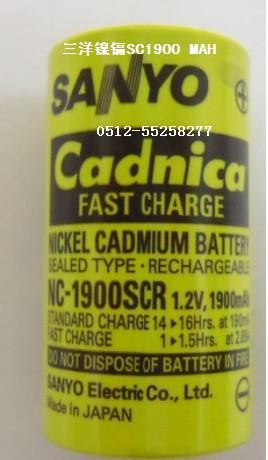 三洋镍镉SC1900 MAH
SANYO
0512-55258277
Cadnica
FAST CHARGE
NICKEL CADMIUM BATTERY
SEALED TYPE · RECHARGEABLE
NC-1900SCR 1.2V, 1900mAh
STANDARD CHARGE 14▶16Hrs. at 190mA
FAST CHARGE 1▶1.5Hrs. at
DO NOT DISPOSE OF BATTERY IN FIRE
SANYO Electric Co., Ltd.
Made in JAPAN